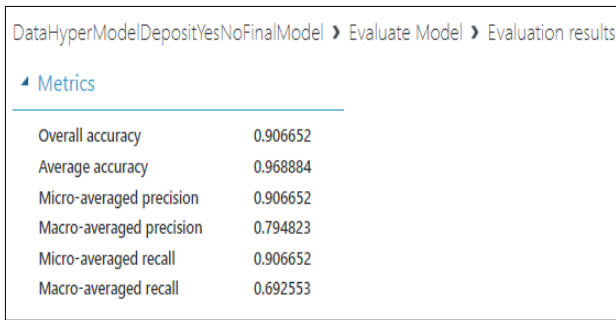 DataHyperModelDepositYesNoFinalModel ❯ Evaluate Model ❯ Evaluation results
Metrics
Overall accuracy 0.906652
Average accuracy 0.968884
Micro-averaged precision 0.906652
Macro-averaged precision 0.794823
Micro-averaged recall 0.906652
Macro-averaged recall 0.692553